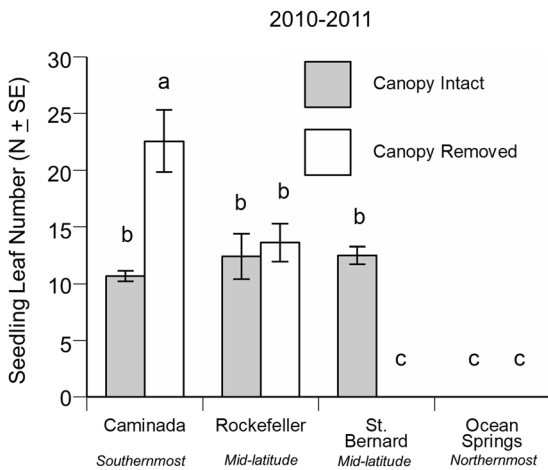 2010-2011
Seedling Leaf Number (N ± SE)
30
25
20
15
10
5
0
Canopy Intact
Canopy Removed
b
a
b
b
b
c
c
c
Caminada
Southernmost
Rockefeller
Mid-latitude
St.
Bernard
Mid-latitude
Ocean
Springs
Northernmost